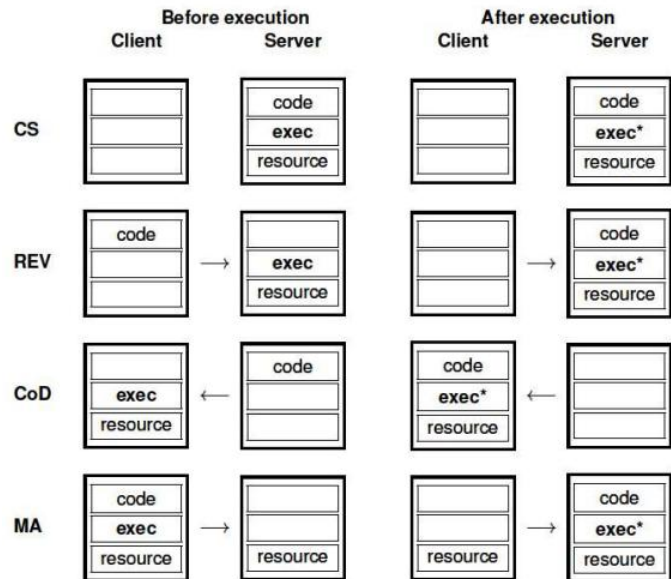 Before execution After execution
Client Server Client Server
CS
code code
exec exec*
resource resource
REV
code code
exec exec*
resource resource
CoD
code code
exec exec*
resource resource
MA
code code
exec exec*
resource resource resource